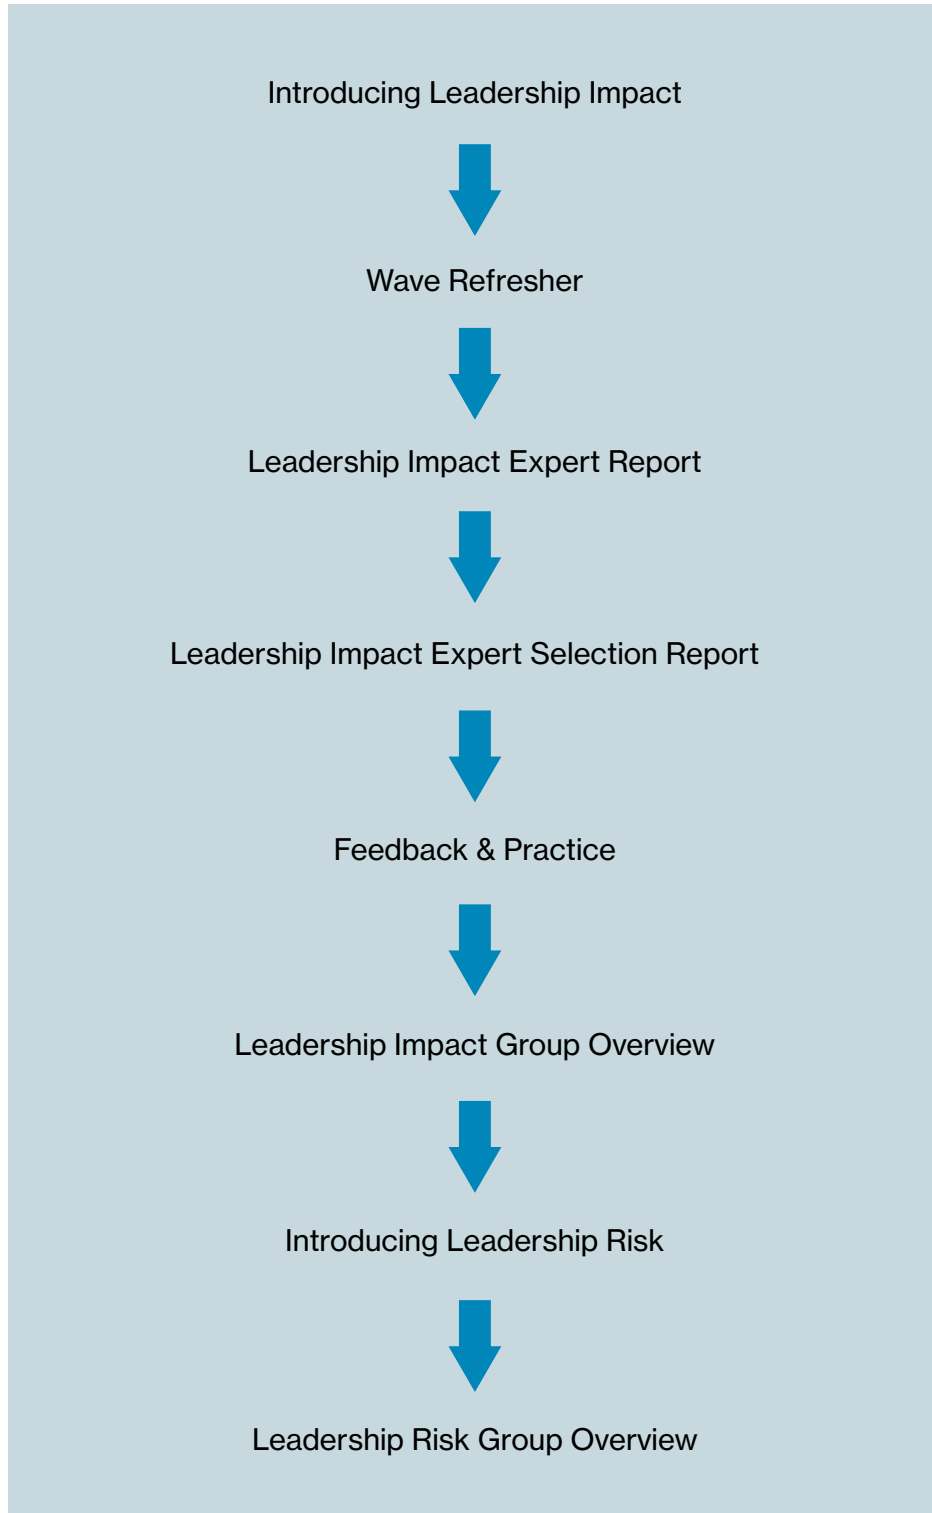 Introducing Leadership Impact
Wave Refresher
Leadership Impact Expert Report
Leadership Impact Expert Selection Report
Feedback & Practice
Leadership Impact Group Overview
Introducing Leadership Risk
Leadership Risk Group Overview